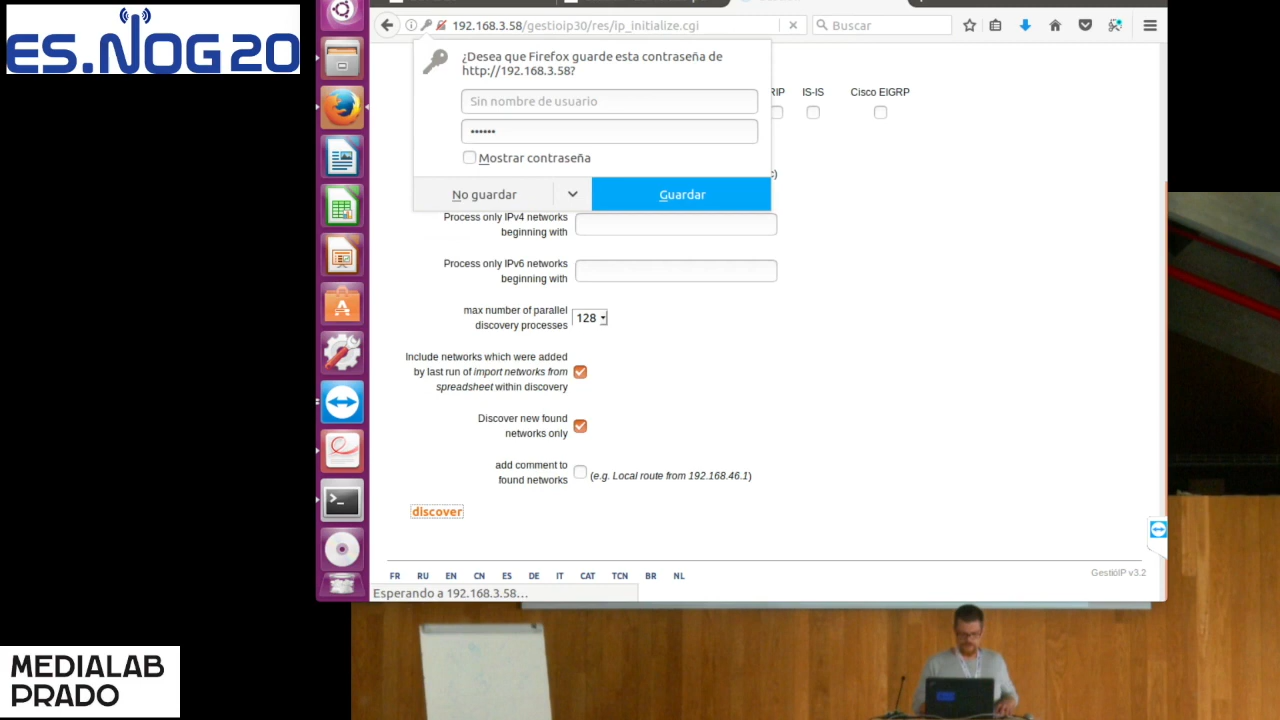 ES.NOG20
192.168.3.58/gestioip30/res/ip_initialize.cgi
Buscar
¿Desea que Firefox guarde esta contraseña de
http://192.168.3.58?
Sin nombre de usuario
••••••
Mostrar contraseña
No guardar
Guardar
RIP
IS-IS
Cisco EIGRP
Process only IPv4 networks
beginning with
Process only IPv6 networks
beginning with
max number of parallel
discovery processes
128
Include networks which were added
by last run of import networks from
spreadsheet within discovery
Discover new found
networks only
add comment to
found networks
(e.g. Local route from 192.168.46.1)
discover
FR RU EN CN ES DE IT CAT TCN BR NL
GestióIP v3.2
Esperando a 192.168.3.58...
MEDIALAB
PRADO